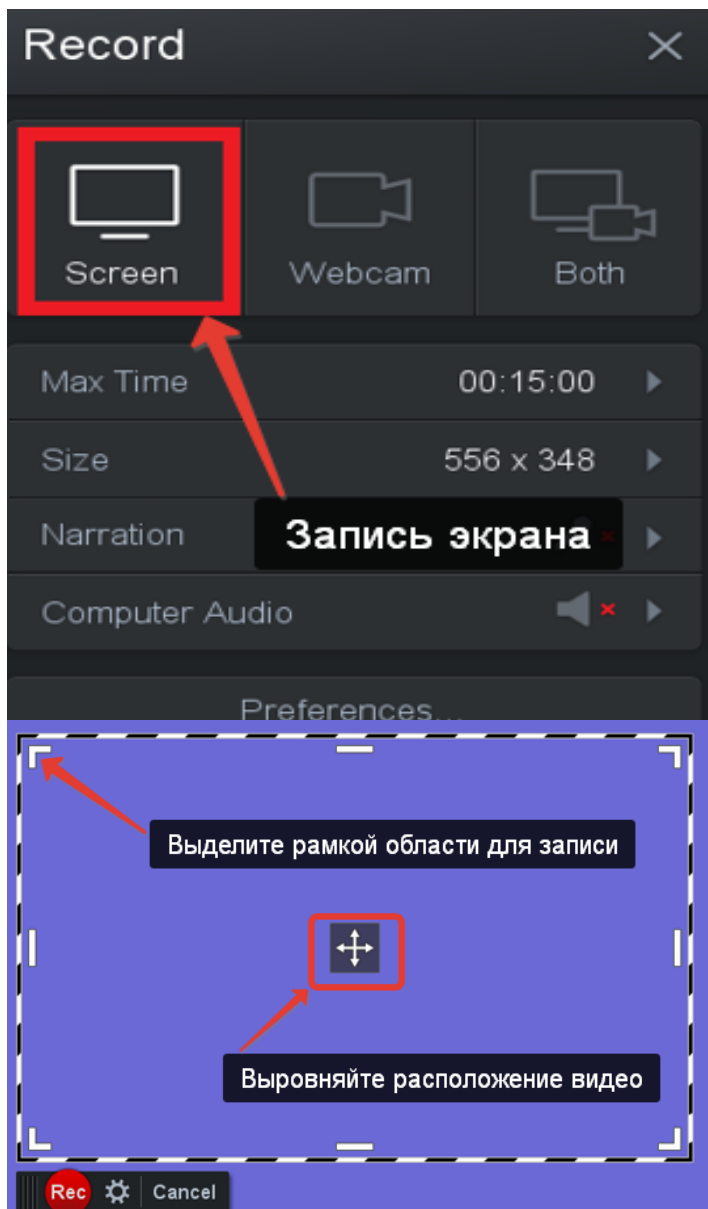 Record
Screen
Webcam
Both
Max Time 00:15:00
Size 556 x 348
Narration
Запись экрана
Computer Audio
Preferences...
Выделите рамкой области для записи
Выровняйте расположение видео
Rec Cancel